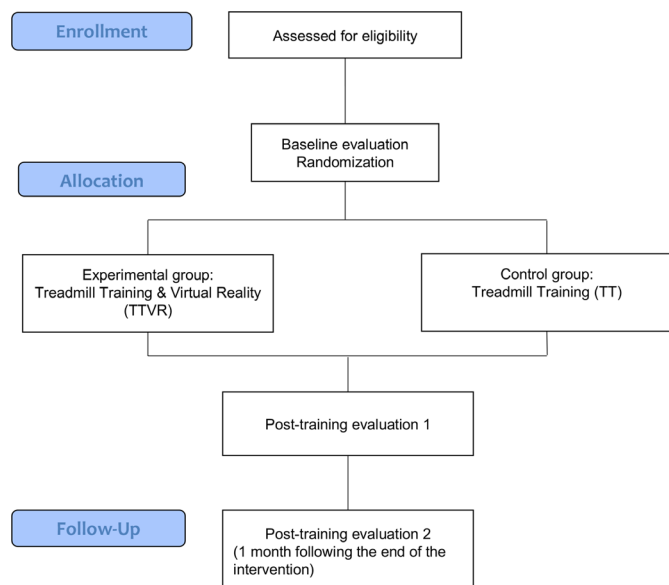 Enrollment
Assessed for eligibility
Baseline evaluation
Randomization
Allocation
Experimental group:
Treadmill Training & Virtual Reality
(TTVR)
Control group:
Treadmill Training (TT)
Post-training evaluation 1
Follow-Up
Post-training evaluation 2
(1 month following the end of the
intervention)